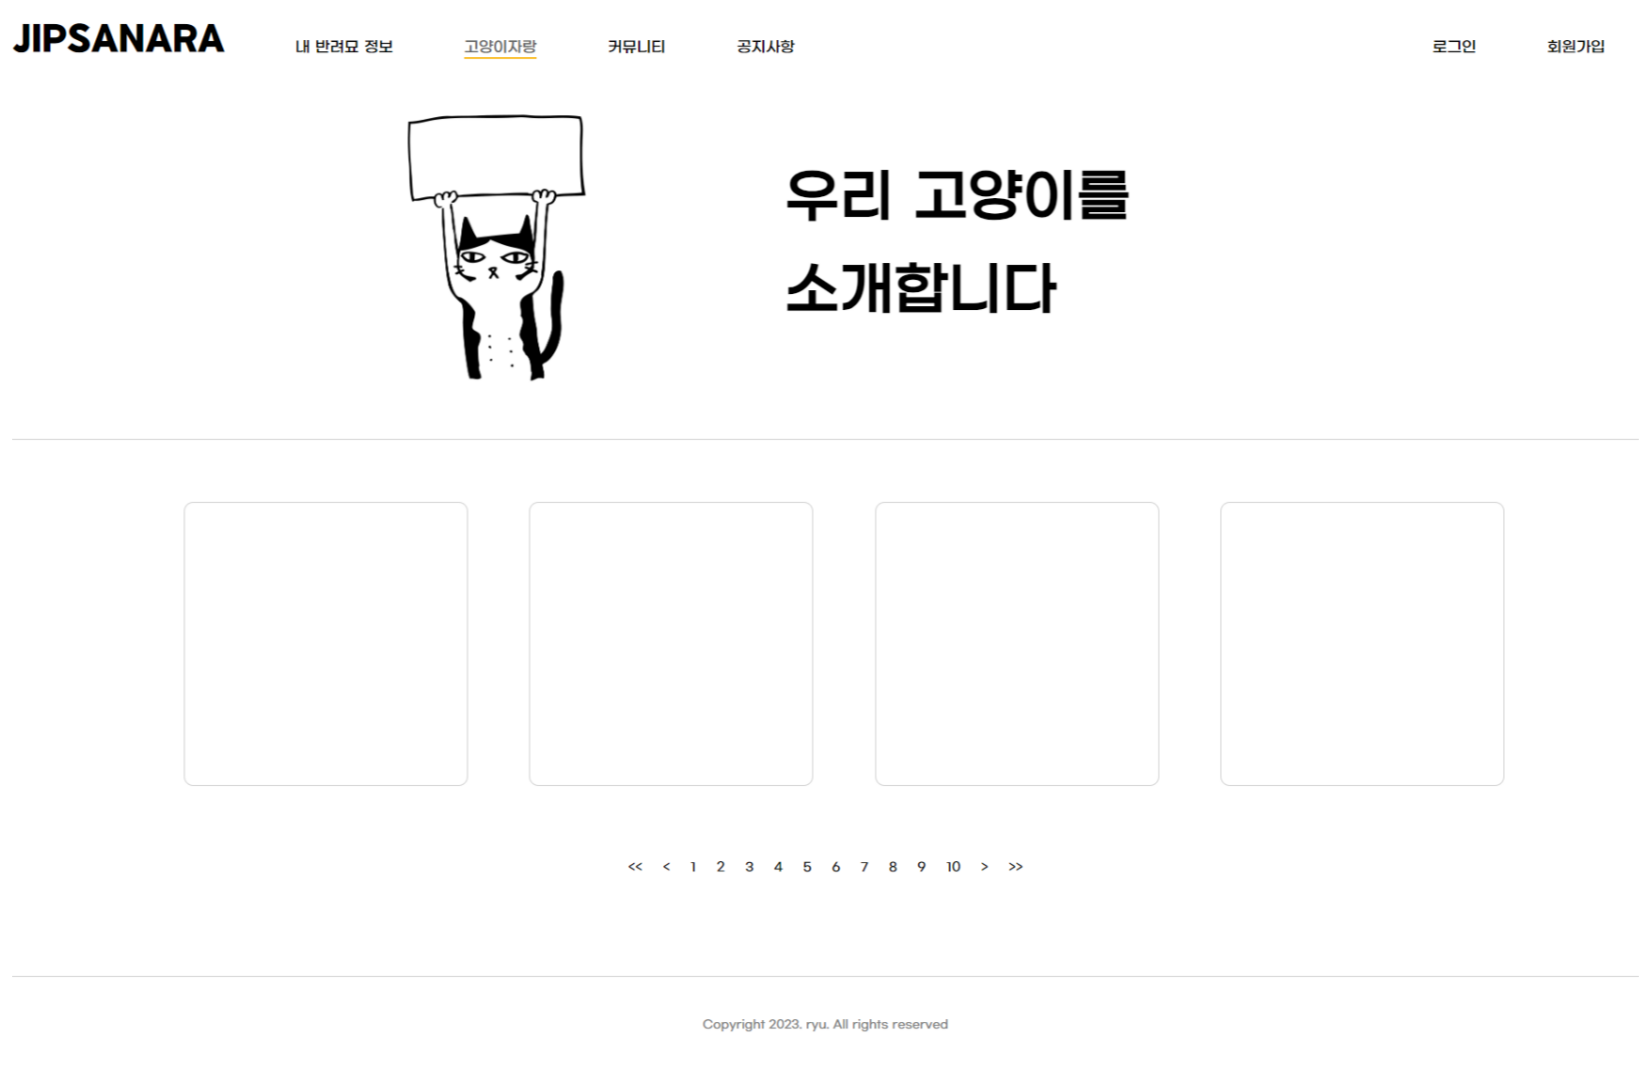 JIPSANARA
내 반려묘 정보
고양이자랑
커뮤니티
공지사항
로그인
회원가입
우리 고양이를
소개합니다
<< < 1 2 3 4 5 6 7 8 9 10 > >>
Copyright 2023. ryu. All rights reserved